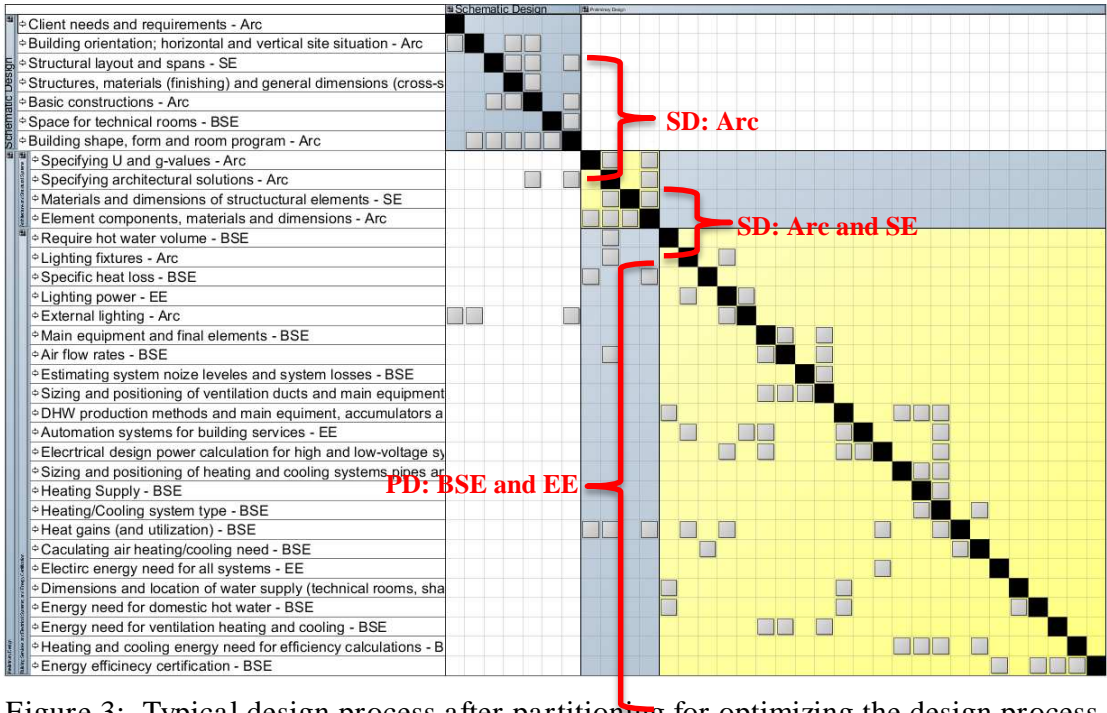 Schematic Design
Preliminary Design
Schematic Design
Client needs and requirements - Arc
Building orientation; horizontal and vertical site situation - Arc
Structural layout and spans - SE
Structures, materials (finishing) and general dimensions (cross-s
Basic constructions - Arc
Space for technical rooms - BSE
Building shape, form and room program - Arc
SD: Arc
Specifying U and g-values - Arc
Specifying architectural solutions - Arc
Materials and dimensions of structuctural elements - SE
Element components, materials and dimensions - Arc
SD: Arc and SE
Require hot water volume - BSE
Lighting fixtures - Arc
Specific heat loss - BSE
Lighting power - EE
External lighting - Arc
Main equipment and final elements - BSE
Air flow rates - BSE
Estimating system noize leveles and system losses - BSE
Sizing and positioning of ventilation ducts and main equipment
DHW production methods and main equiment, accumulators a
Automation systems for building services - EE
Elecrtrical design power calculation for high and low-voltage sy
Sizing and positioning of heating and cooling systems pipes ar
PD: BSE and EE
Heating Supply - BSE
Heating/Cooling system type - BSE
Heat gains (and utilization) - BSE
Caculating air heating/cooling need - BSE
Electirc energy need for all systems - EE
Dimensions and location of water supply (technical rooms, sha
Energy need for domestic hot water - BSE
Energy need for ventilation heating and cooling - BSE
Heating and cooling energy need for efficiency calculations - B
Energy efficinecy certification - BSE
Preliminary Design
Figure 3: Typical design process after partitioning for optimizing the design process